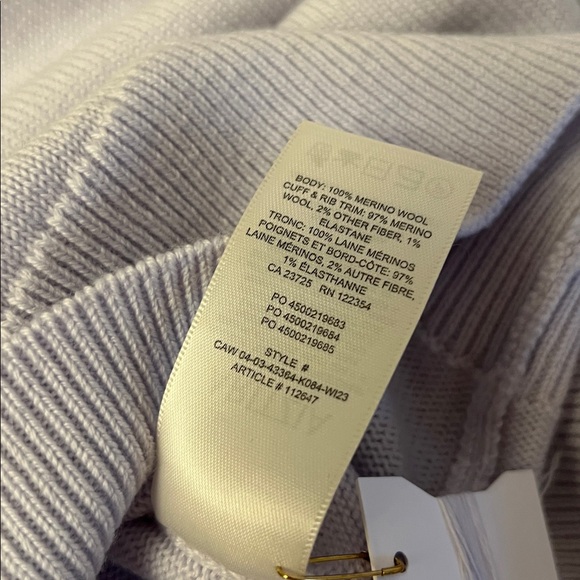 BODY: 100% MERINO WOOL
CUFF & RIB TRIM: 97% MERINO
WOOL, 2% OTHER FIBER, 1%
ELASTANE
TRONC: 100% LAINE MÉRINOS
POIGNETS ET BORD-CÔTE: 97%
LAINE MÉRINOS, 2% AUTRE FIBRE,
1% ÉLASTHANNE
CA 23725 RN 122354
PO 4500219683
PO 4500219684
PO 4500219685
STYLE #
CAW 04-03-43364-K084-WI23
ARTICLE # 112647